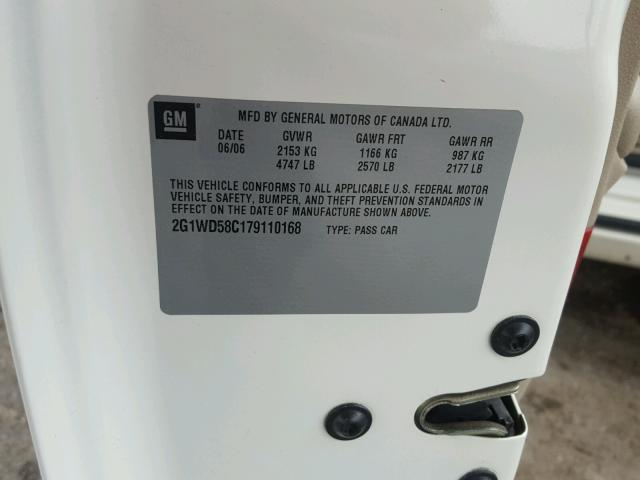 GM ® MFD BY GENERAL MOTORS OF CANADA LTD.
DATE GVWR GAWR FRT GAWR RR
06/06 2153 KG 1166 KG 987 KG
4747 LB 2570 LB 2177 LB
THIS VEHICLE CONFORMS TO ALL APPLICABLE U.S. FEDERAL MOTOR
VEHICLE SAFETY, BUMPER, AND THEFT PREVENTION STANDARDS IN
EFFECT ON THE DATE OF MANUFACTURE SHOWN ABOVE.
2G1WD58C179110168 TYPE: PASS CAR